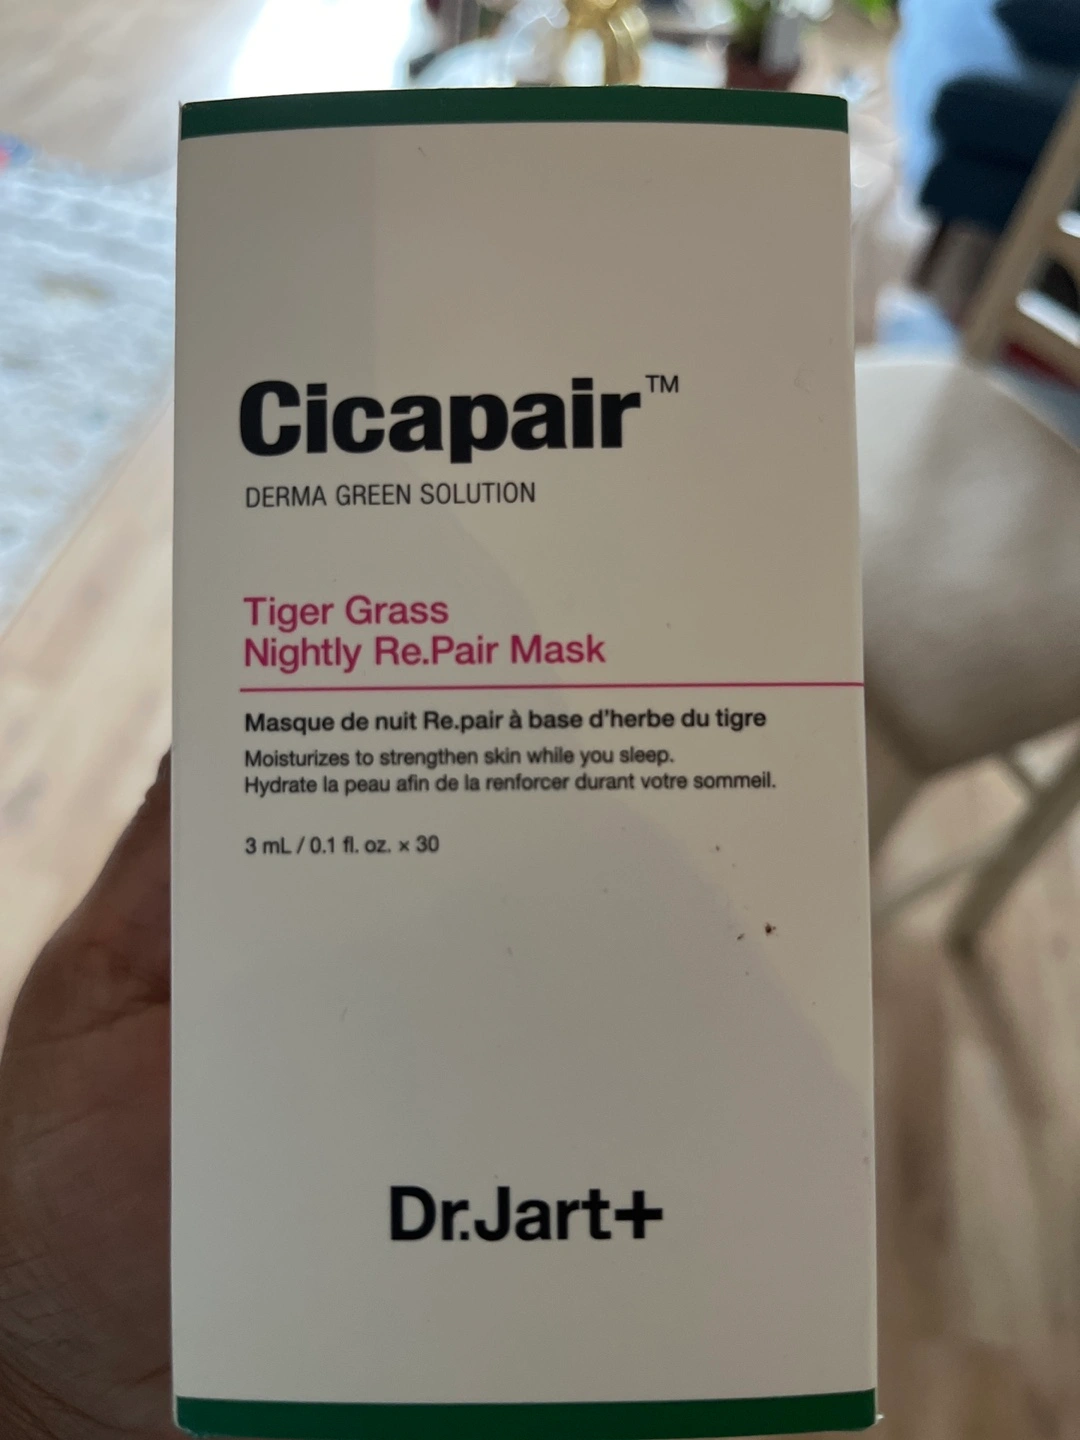 Cicapair™
DERMA GREEN SOLUTION
Tiger Grass
Nightly Re.Pair Mask
Masque de nuit Re.pair à base d'herbe du tigre
Moisturizes to strengthen skin while you sleep.
Hydrate la peau afin de la renforcer durant votre sommeil.
3 mL / 0.1 fl. oz. × 30
Dr.Jart+